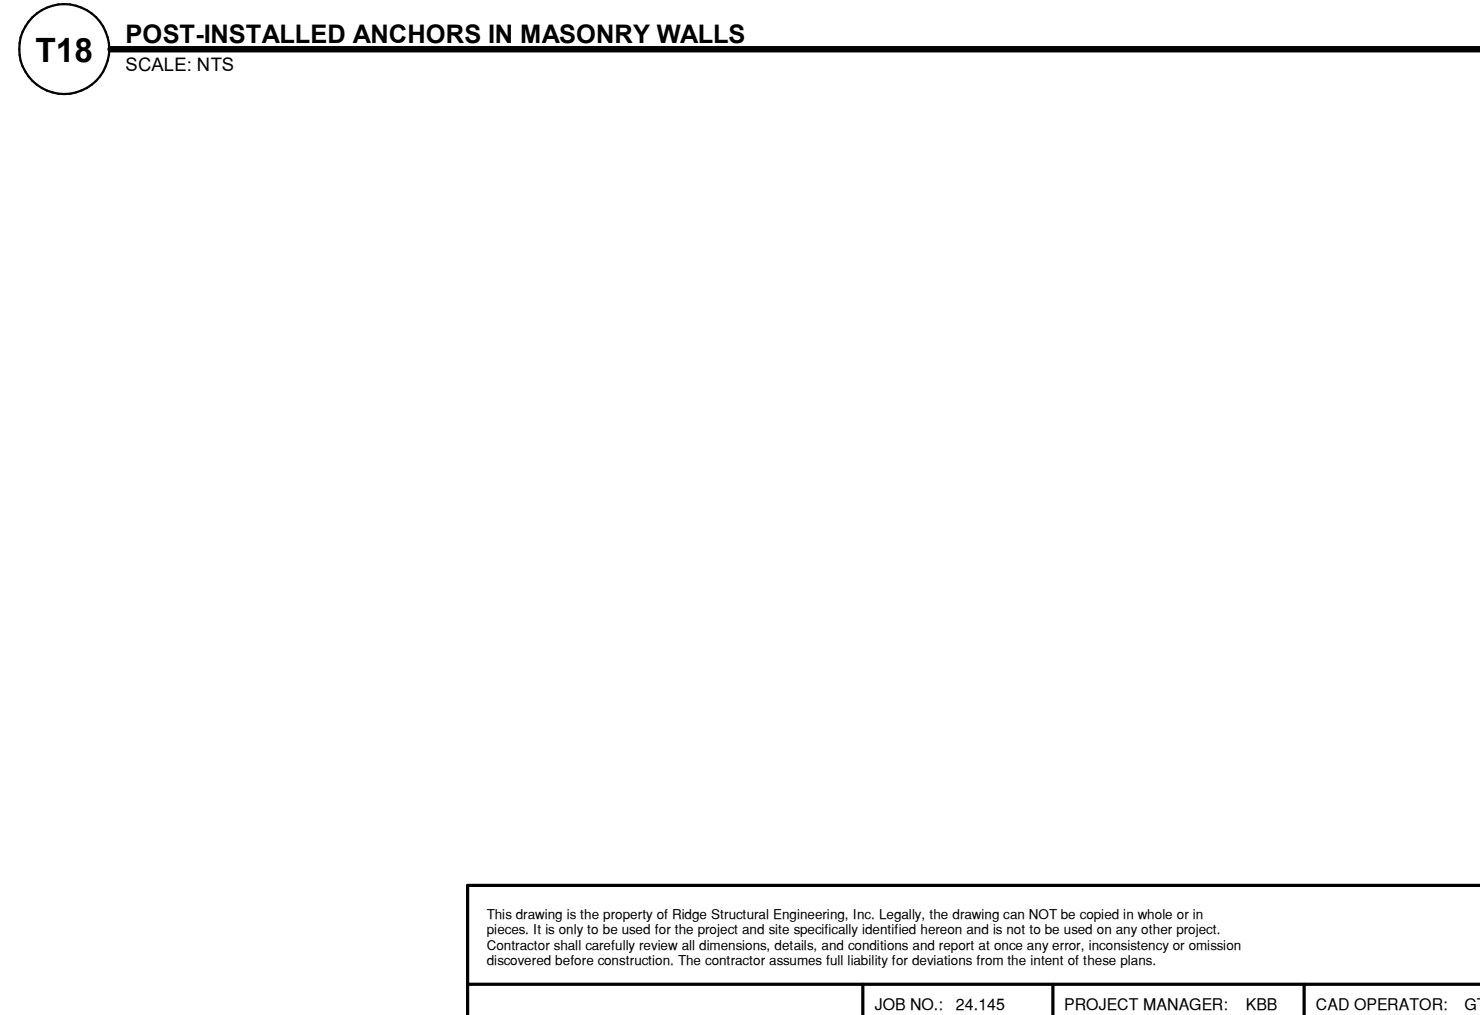 T18
POST-INSTALLED ANCHORS IN MASONRY WALLS
SCALE: NTS
This drawing is the property of Ridge Structural Engineering, Inc. Legally, the drawing can NOT be copied in whole or in
pieces. It is only to be used for the project and site specifically identified hereon and is not to be used on any other project.
Contractor shall carefully review all dimensions, details, and conditions and report at once any error, inconsistency or omission
discovered before construction. The contractor assumes full liability for deviations from the intent of these plans.
JOB NO.: 24.145 PROJECT MANAGER: KBB CAD OPERATOR: